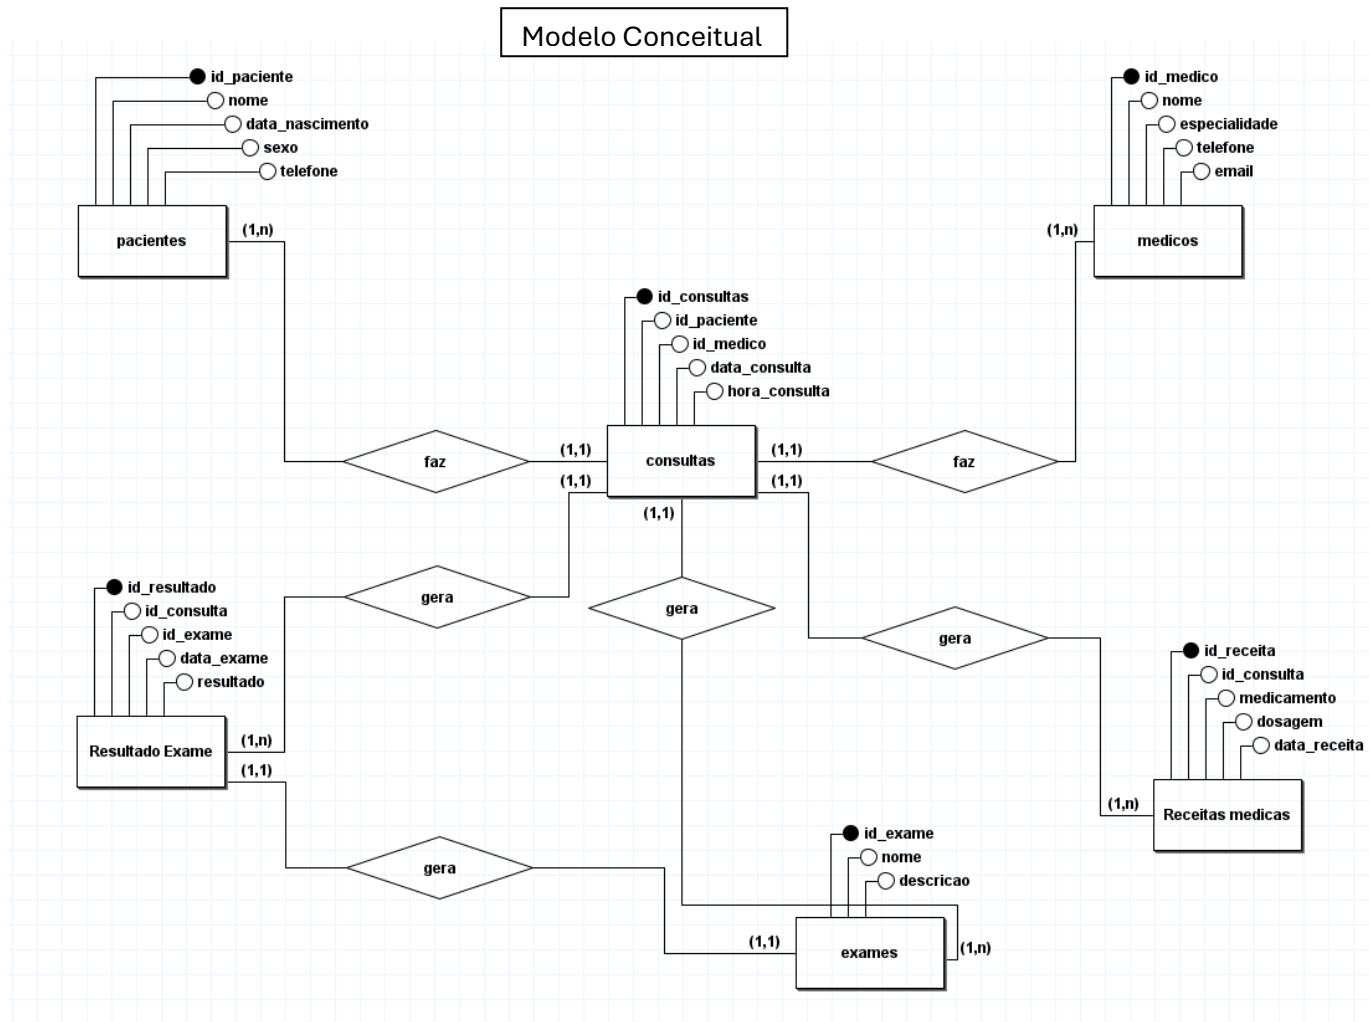 Modelo Conceitual
id_paciente
nome
data_nascimento
sexo
telefone
pacientes
(1,n)
id_medico
nome
especialidade
telefone
email
medicos
(1,n)
id_consultas
id_paciente
id_medico
data_consulta
hora_consulta
consultas
faz
(1,1)
(1,1)
faz
(1,1)
(1,1)
(1,1)
gera
gera
gera
id_resultado
id_consulta
id_exame
data_exame
resultado
Resultado Exame
(1,n)
(1,1)
id_receita
id_consulta
medicamento
dosagem
data_receita
Receitas medicas
(1,n)
gera
id_exame
nome
descricao
exames
(1,1)
(1,n)